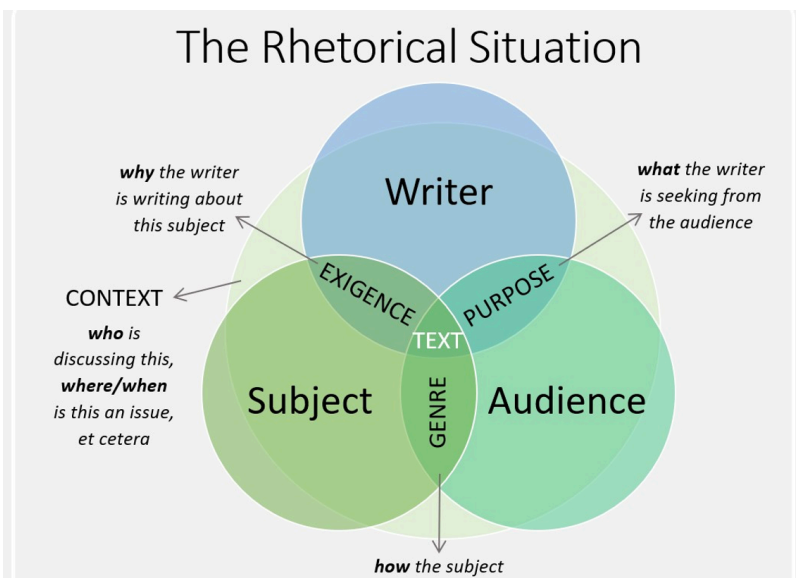 The Rhetorical Situation
why the writer
is writing about
this subject
what the writer
is seeking from
the audience
Writer
EXIGENCE
PURPOSE
CONTEXT
who is
discussing this,
where/when
is this an issue,
et cetera
TEXT
Subject
GENRE
Audience
how the subject